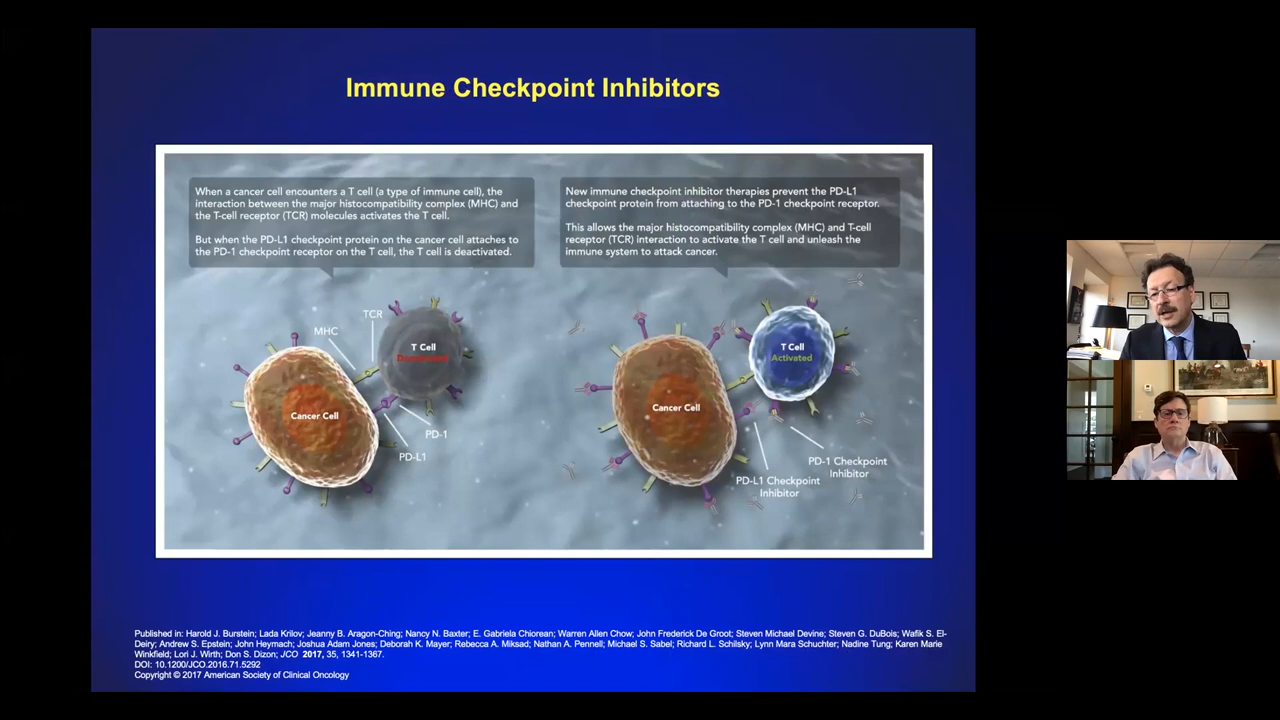 Immune Checkpoint Inhibitors
When a cancer cell encounters a T cell (a type of immune cell), the
interaction between the major histocompatibility complex (MHC) and
the T-cell receptor (TCR) molecules activates the T cell.
But when the PD-L1 checkpoint protein on the cancer cell attaches to
the PD-1 checkpoint receptor on the T cell, the T cell is deactivated.
New immune checkpoint inhibitor therapies prevent the PD-L1
checkpoint protein from attaching to the PD-1 checkpoint receptor.
This allows the major histocompatibility complex (MHC) and T-cell
receptor (TCR) interaction to activate the T cell and unleash the
immune system to attack cancer.
TCR
MHC
T Cell
Deactivated
Cancer Cell
PD-1
PD-L1
T Cell
Activated
Cancer Cell
PD-1 Checkpoint
Inhibitor
PD-L1 Checkpoint
Inhibitor
Published in: Harold J. Burstein; Lada Krilov; Jeanny B. Aragon-Ching; Nancy N. Baxter; E. Gabriela Chiorean; Warren Allen Chow; John Frederick De Groot; Steven Michael Devine; Steven G. DuBois; Wafik S. El-
Deiry; Andrew S. Epstein; John Heymach; Joshua Adam Jones; Deborah K. Mayer; Rebecca A. Miksad; Nathan A. Pennell; Michael S. Sabel; Richard L. Schilsky; Lynn Mara Schuchter; Nadine Tung; Karen Marie
Winkfield; Lori J. Wirth; Don S. Dizon; JCO 2017, 35, 1341-1367.
DOI: 10.1200/JCO.2016.71.5292
Copyright © 2017 American Society of Clinical Oncology